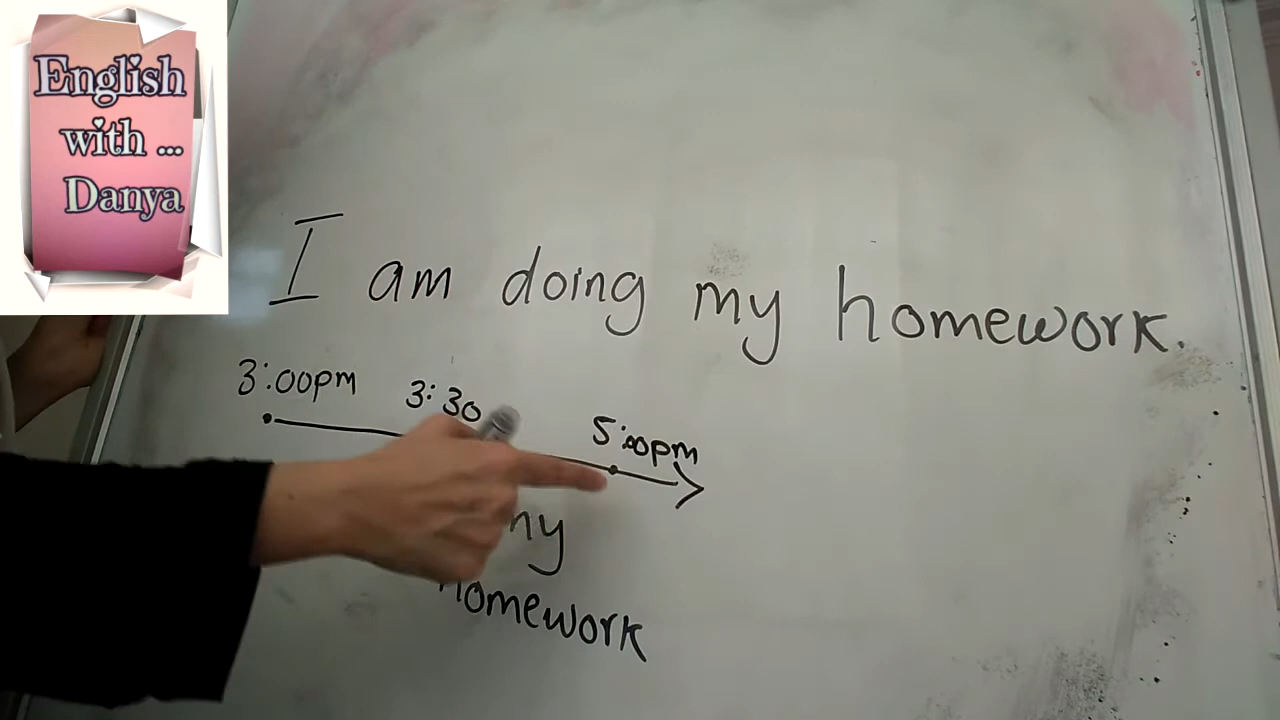 English
with ...
Danya
I am doing my homework.
3:00pm 3:30 5:00pm
my
homework